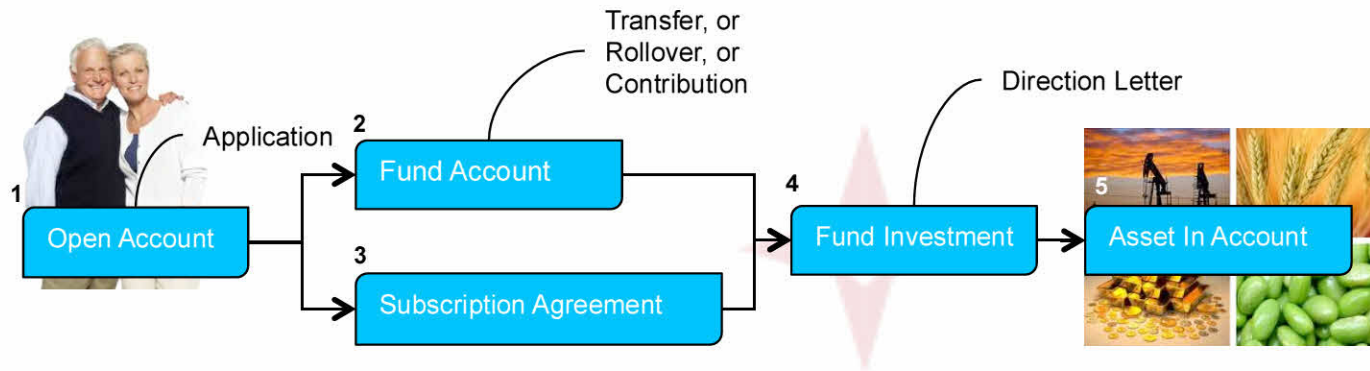 1
Open Account
Application
2
Fund Account
Transfer, or
Rollover, or
Contribution
3
Subscription Agreement
4
Fund Investment
Direction Letter
5
Asset In Account